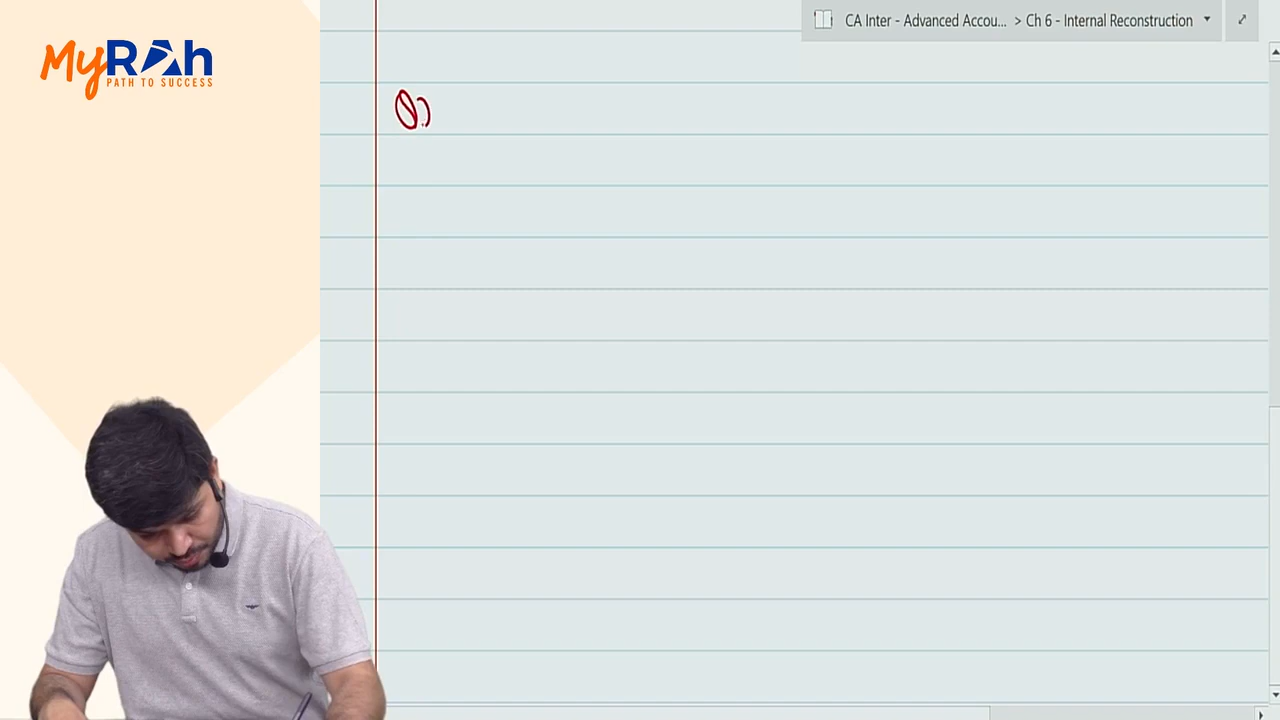 MyRAh
PATH TO SUCCESS
CA Inter - Advanced Accou... > Ch 6 - Internal Reconstruction
Q)